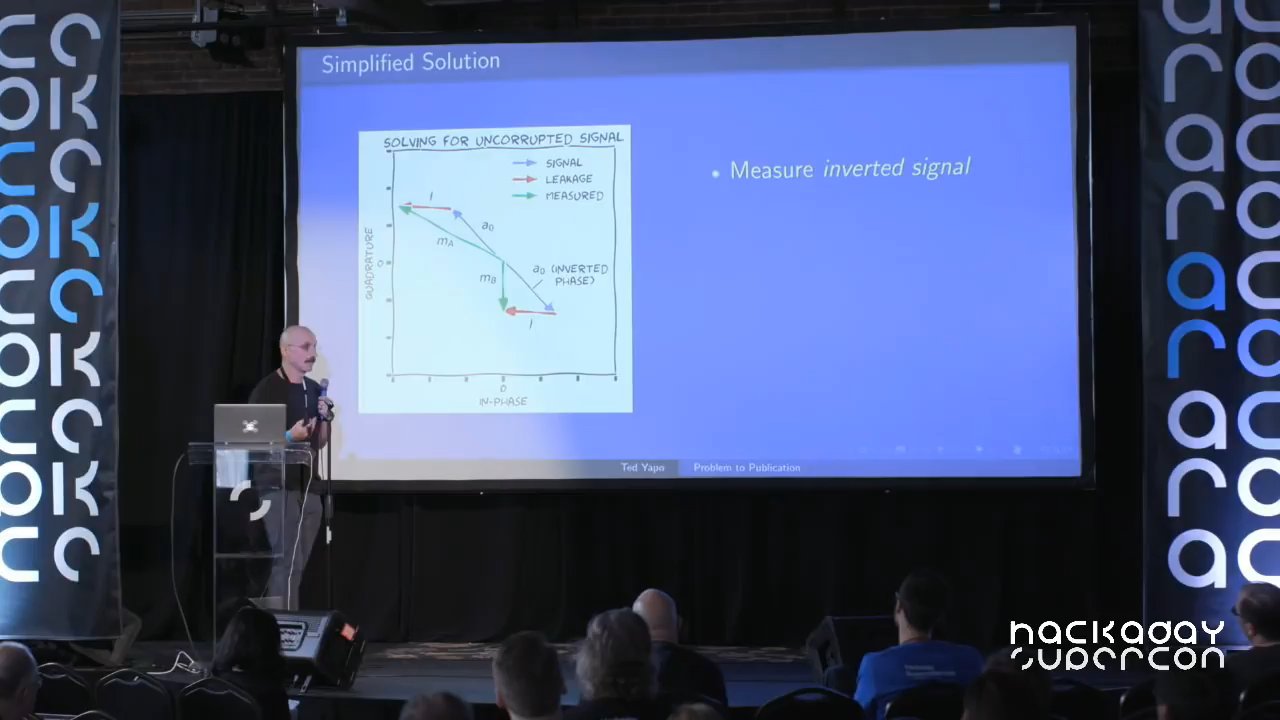 Simplified Solution
SOLVING FOR UNCORRUPTED SIGNAL
SIGNAL
LEAKAGE
MEASURED
l
a0
mA
mB
a0 (INVERTED
PHASE)
l
QUADRATURE
0
0
IN-PHASE
• Measure inverted signal
Ted Yapo
Problem to Publication
hackaday
supercon